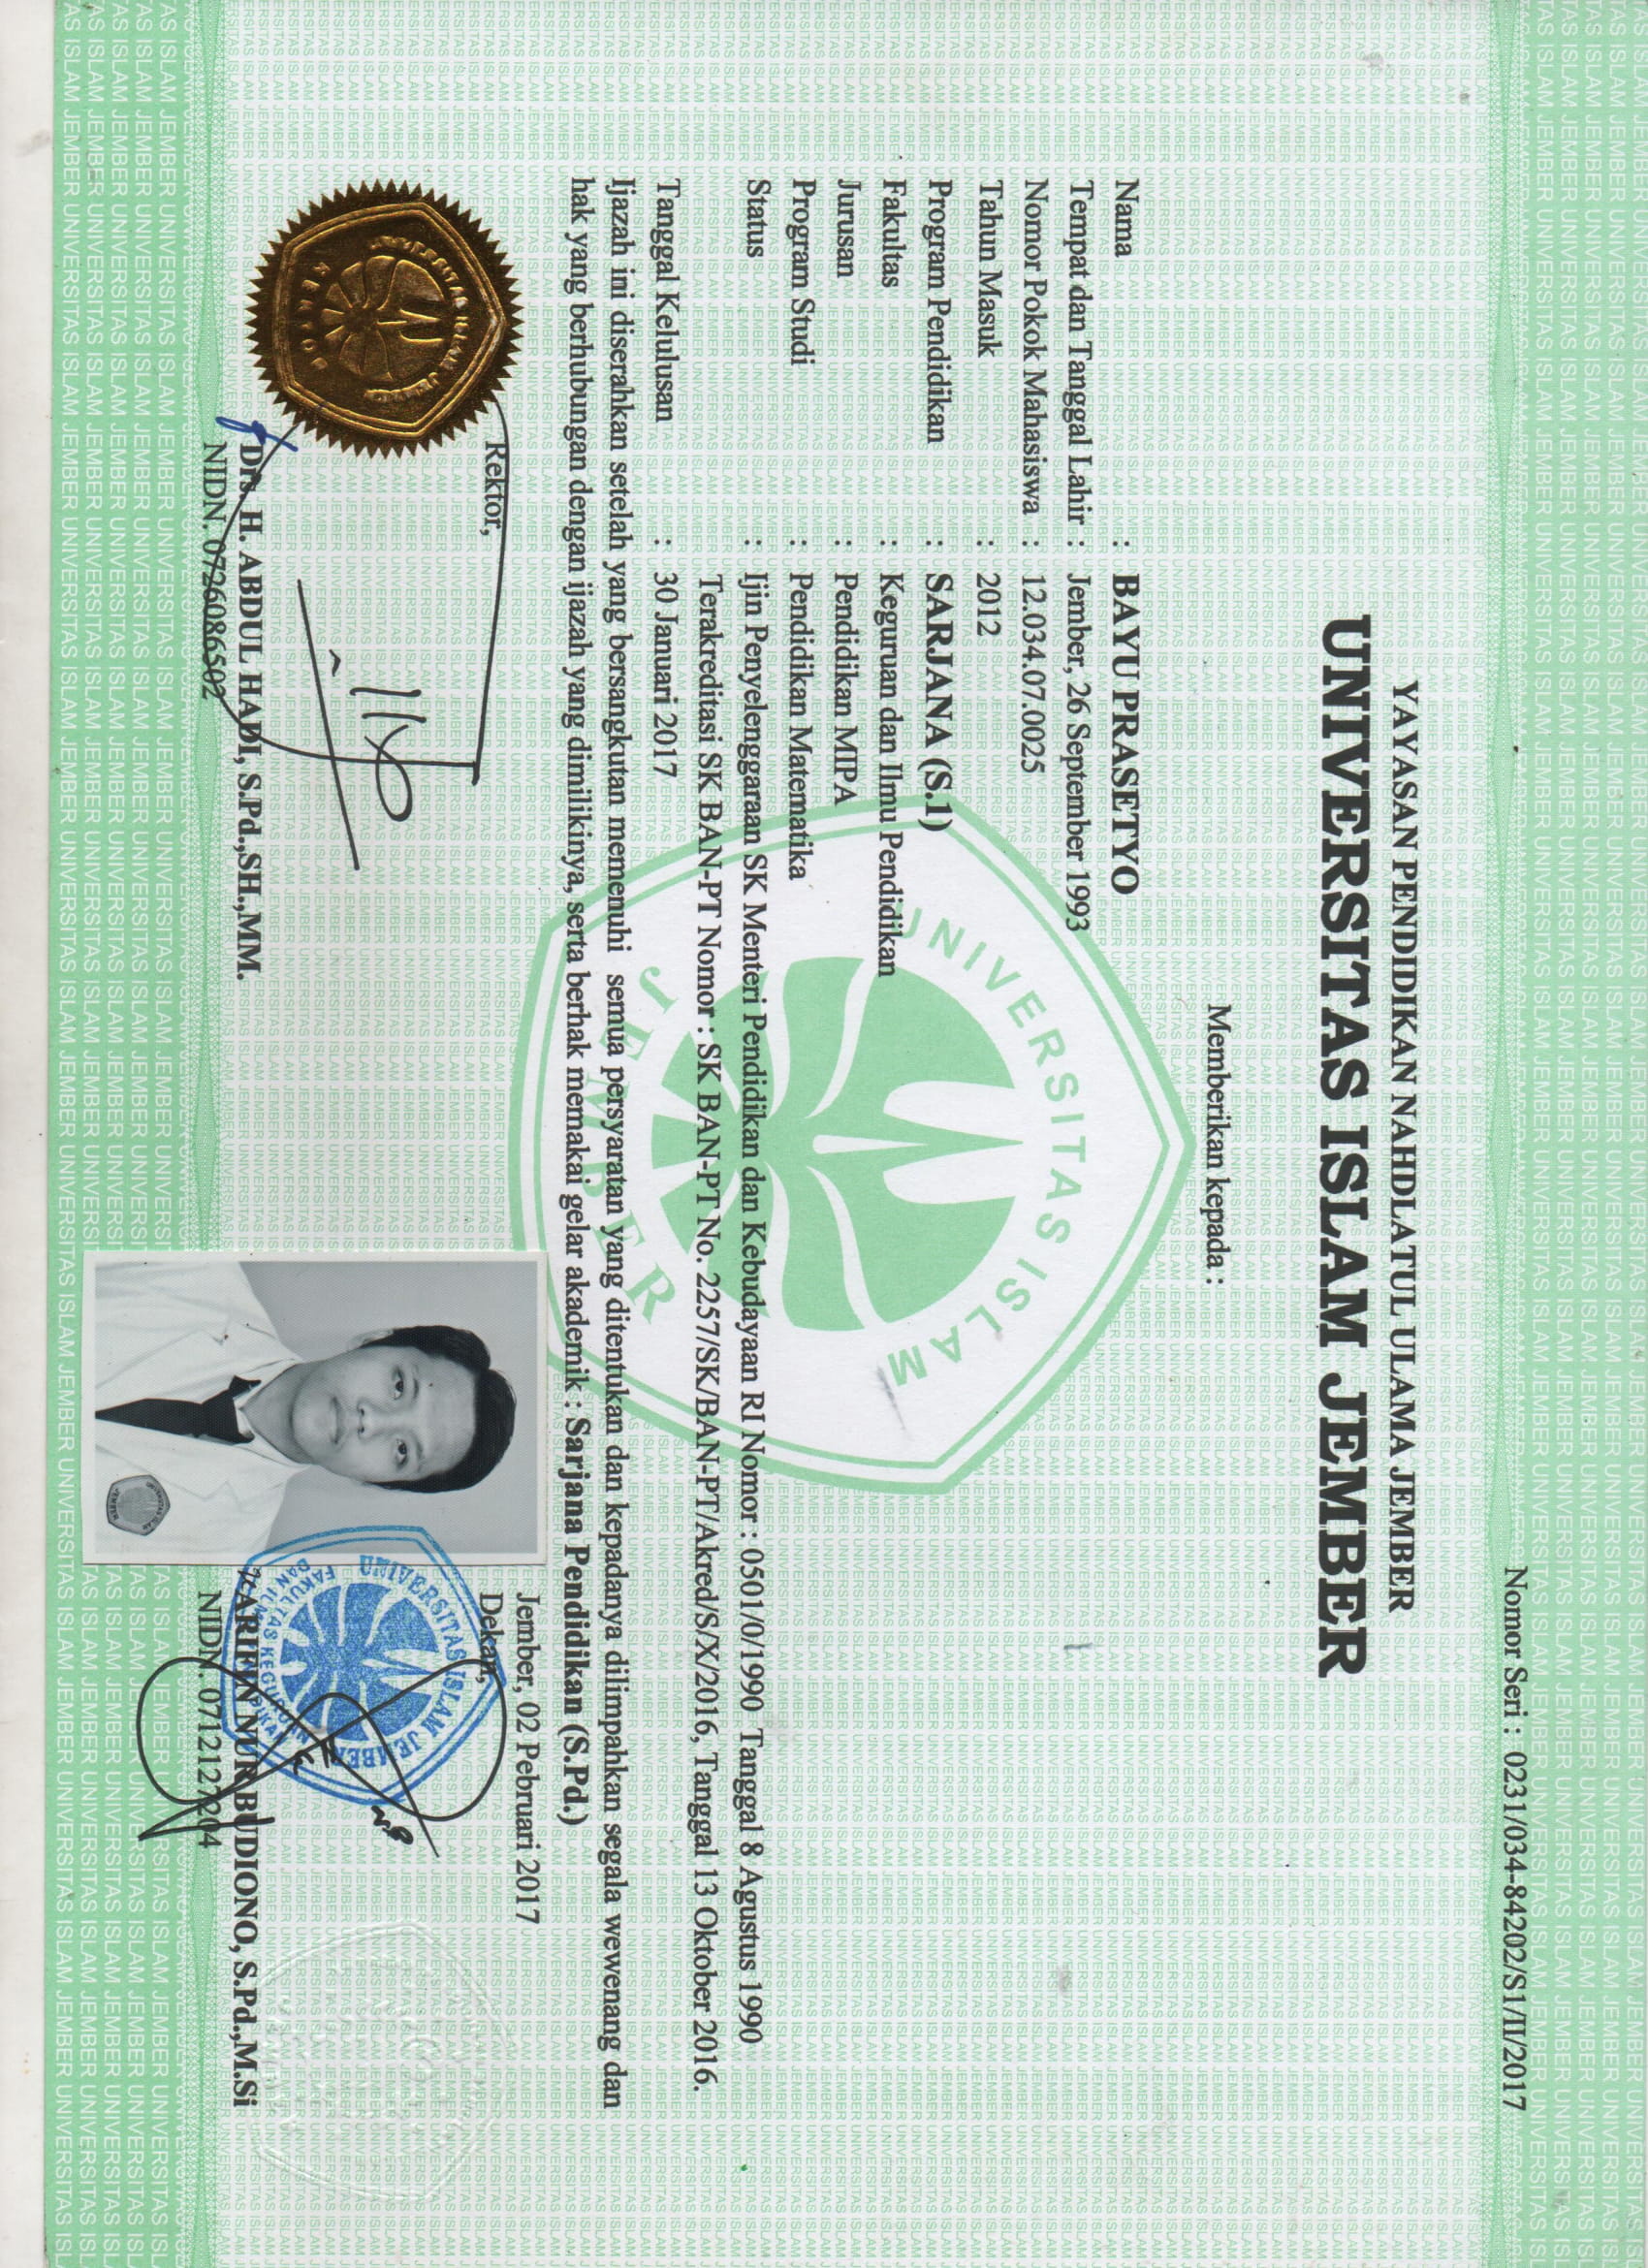 Nomor Seri : 0231/034-84202/S1/II/2017
YAYASAN PENDIDIKAN NAHDLATUL ULAMA JEMBER
UNIVERSITAS ISLAM JEMBER
Memberikan kepada :
Nama : BAYU PRASETYO
Tempat dan Tanggal Lahir : Jember, 26 September 1993
Nomor Pokok Mahasiswa : 12.034.07.0025
Tahun Masuk : 2012
Program Pendidikan : SARJANA (S.1)
Fakultas : Keguruan dan Ilmu Pendidikan
Jurusan : Pendidikan MIPA
Program Studi : Pendidikan Matematika
Status : Ijin Penyelenggaraan SK Menteri Pendidikan dan Kebudayaan RI Nomor : 0501/0/1990 Tanggal 8 Agustus 1990
Terakreditasi SK BAN-PT Nomor : SK BAN-PT No. 2257/SK/BAN-PT/Akred/S/X/2016, Tanggal 13 Oktober 2016.
Tanggal Kelulusan : 30 Januari 2017
Ijazah ini diserahkan setelah yang bersangkutan memenuhi semua persyaratan yang ditentukan dan kepadanya dilimpahkan segala wewenang dan
hak yang berhubungan dengan ijazah yang dimilikinya, serta berhak memakai gelar akademik : Sarjana Pendidikan (S.Pd.)
Jember, 02 Pebruari 2017
Rektor,
Dekan,
Drs. H. ABDUL HADI, S.Pd.,SH.,MM.
NIDN. 0726086502
ARIFIN NUR BUDIONO, S.Pd.,M.Si
NIDN. 0712127204
UNIVERSITAS ISLAM
JEMBER
UNIVERSITAS ISLAM JEMBER
FAKULTAS KEGURUAN
DAN ILMU PENDIDIKAN
UNIVERSITAS ISLAM JEMBER
REKTOR